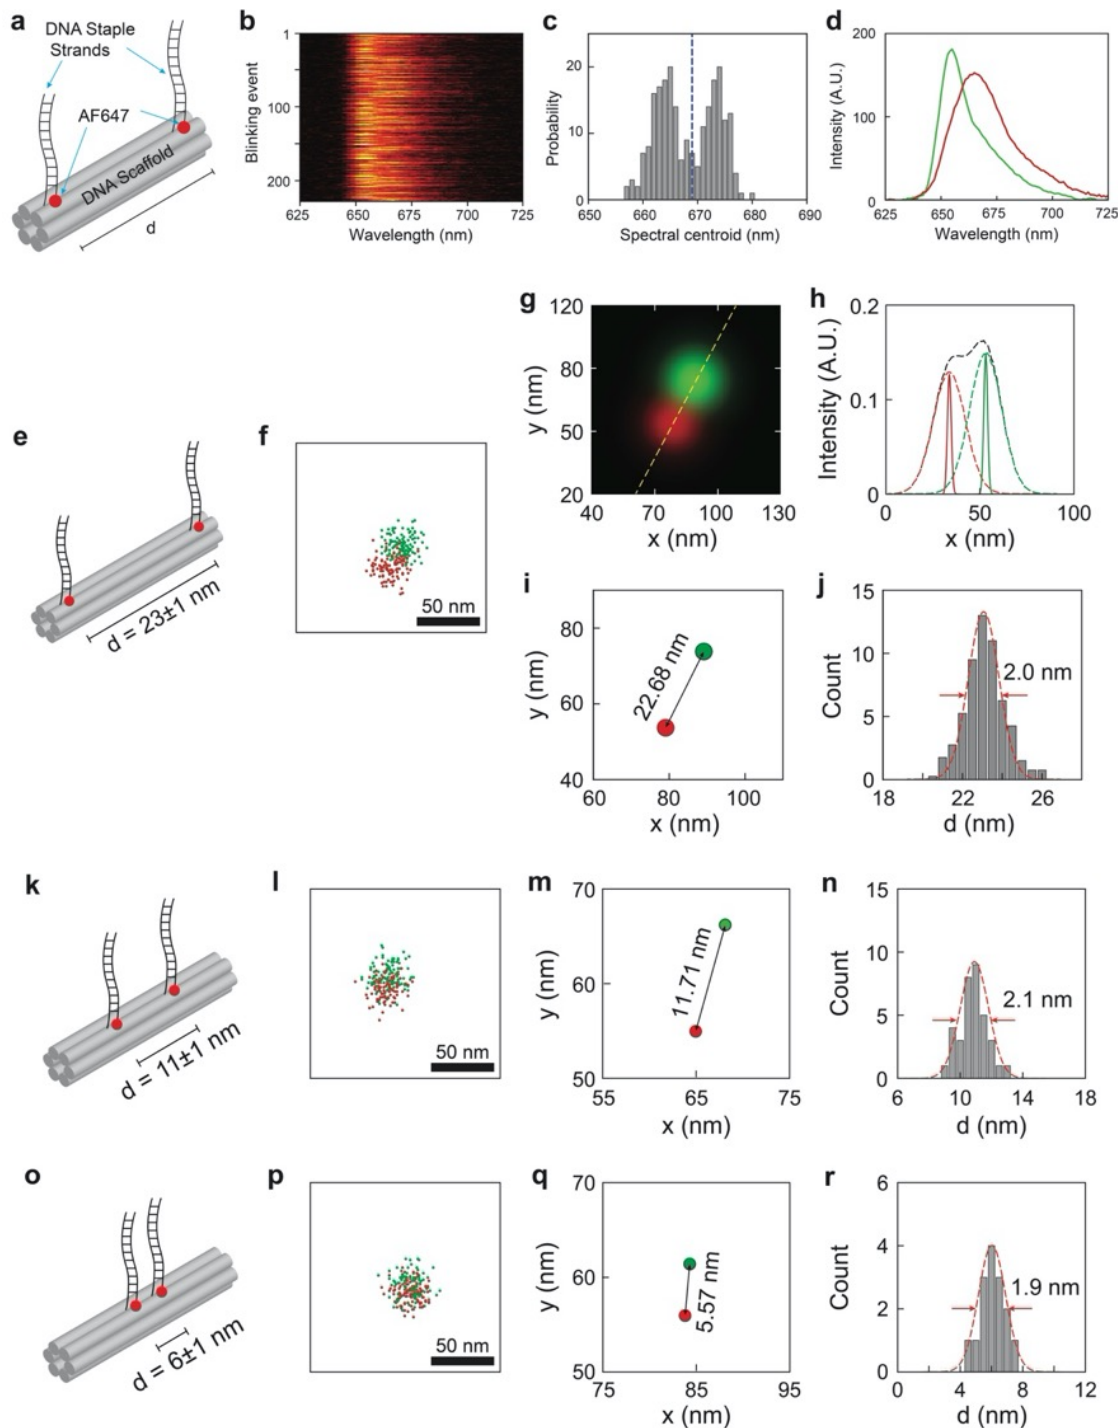 a
DNA Staple
Strands
AF647
DNA Scaffold
d
b
Blinking event
1
100
200
625 650 675 700 725
Wavelength (nm)
c
Probability
20
10
0
650 660 670 680 690
Spectral centroid (nm)
d
Intensity (A.U.)
200
100
0
625 650 675 700 725
Wavelength (nm)
e
d = 23±1 nm
f
50 nm
g
y (nm)
120
80
50
20
40 70 100 130
x (nm)
h
Intensity (A.U.)
0.2
0.1
0
0 50 100
x (nm)
i
y (nm)
80
60
40
22.68 nm
60 80 100
x (nm)
j
Count
15
10
5
0
2.0 nm
18 22 26
d (nm)
k
d = 11±1 nm
l
50 nm
m
y (nm)
70
60
50
11.71 nm
55 65 75
x (nm)
n
Count
15
10
5
0
2.1 nm
6 10 14 18
d (nm)
o
d = 6±1 nm
p
50 nm
q
y (nm)
70
60
50
5.57 nm
75 85 95
x (nm)
r
Count
6
4
2
0
1.9 nm
0 4 8 12
d (nm)